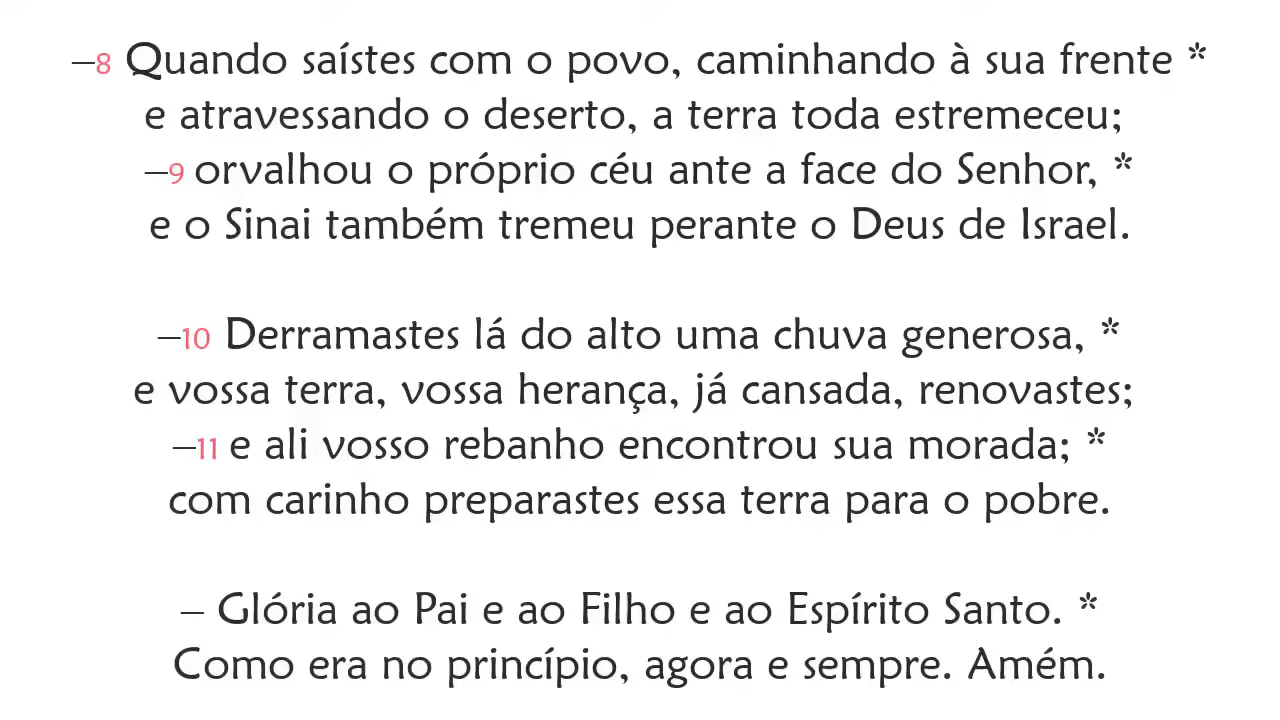 –8 Quando saístes com o povo, caminhando à sua frente *
e atravessando o deserto, a terra toda estremeceu;
–9 orvalhou o próprio céu ante a face do Senhor, *
e o Sinai também tremeu perante o Deus de Israel.
–10 Derramastes lá do alto uma chuva generosa, *
e vossa terra, vossa herança, já cansada, renovastes;
–11 e ali vosso rebanho encontrou sua morada; *
com carinho preparastes essa terra para o pobre.
– Glória ao Pai e ao Filho e ao Espírito Santo. *
Como era no princípio, agora e sempre. Amém.